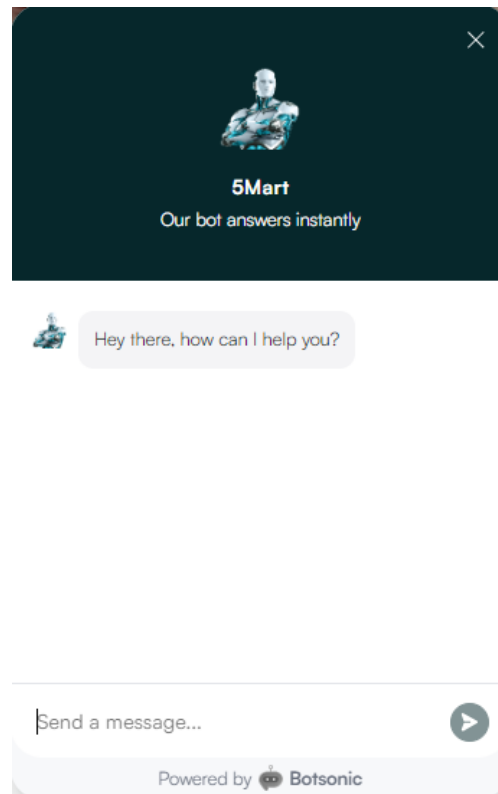 5Mart
Our bot answers instantly
Hey there, how can I help you?
Send a message...
Powered by Botsonic